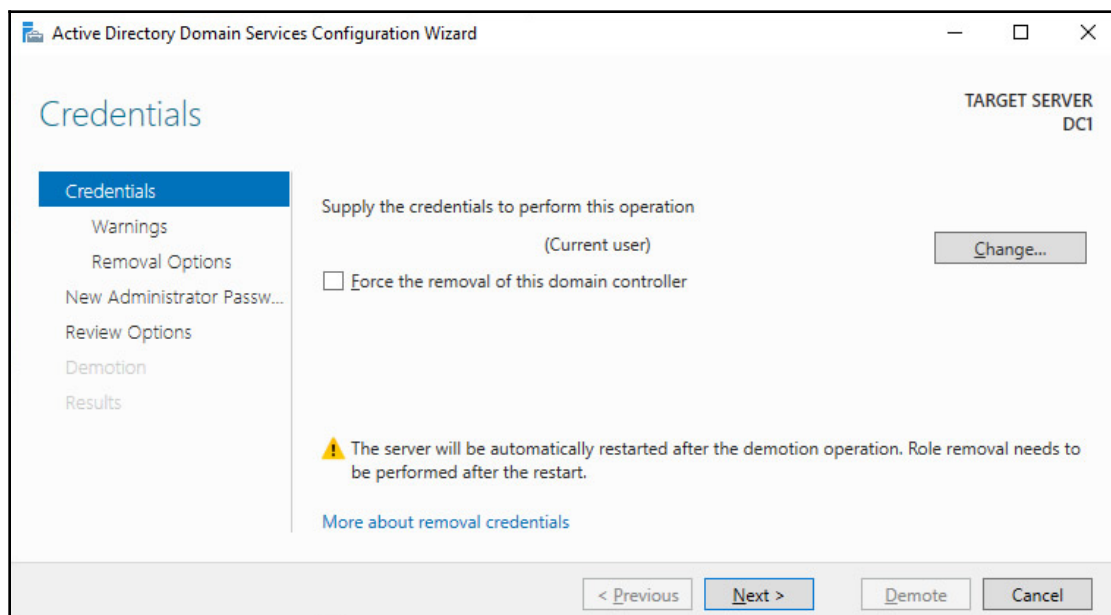 Active Directory Domain Services Configuration Wizard
Credentials
TARGET SERVER
DC1
Credentials
Warnings
Removal Options
New Administrator Passw...
Review Options
Demotion
Results
Supply the credentials to perform this operation
(Current user)
Change...
Force the removal of this domain controller
The server will be automatically restarted after the demotion operation. Role removal needs to
be performed after the restart.
More about removal credentials
< Previous
Next >
Demote
Cancel